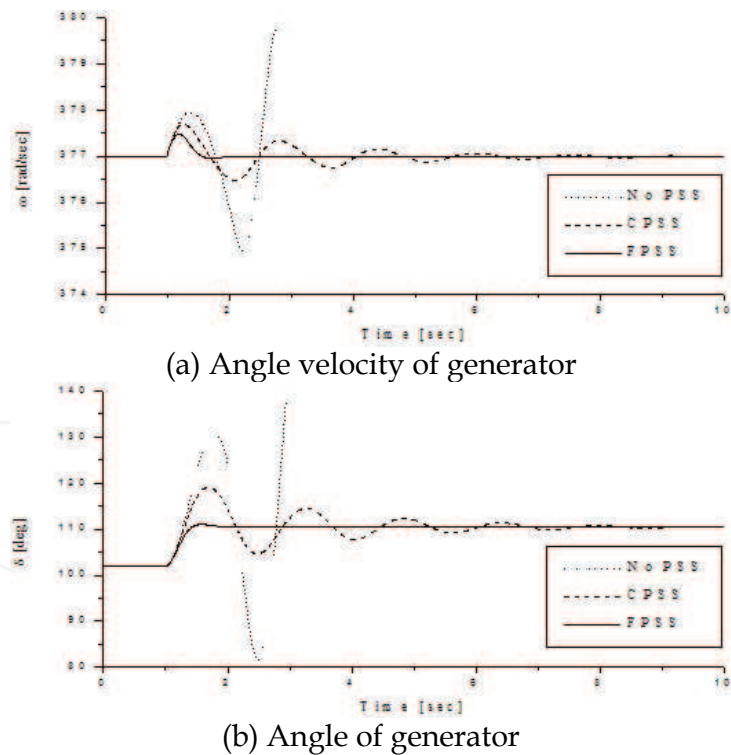 380
379
378
377
376
375
374
ω [rad/sec]
No PSS
CPSS
FPSS
0 2 4 6 8 10
Time [sec]
(a) Angle velocity of generator
140
130
120
110
100
90
80
δ [deg]
No PSS
CPSS
FPSS
0 2 4 6 8 10
Time [sec]
(b) Angle of generator